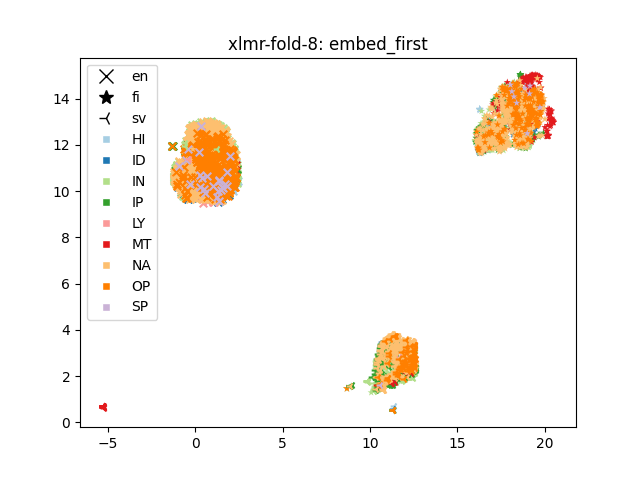 xlmr-fold-8: embed_first
en
fi
sv
HI
ID
IN
IP
LY
MT
NA
OP
SP
14
12
10
8
6
4
2
0
−5
0
5
10
15
20